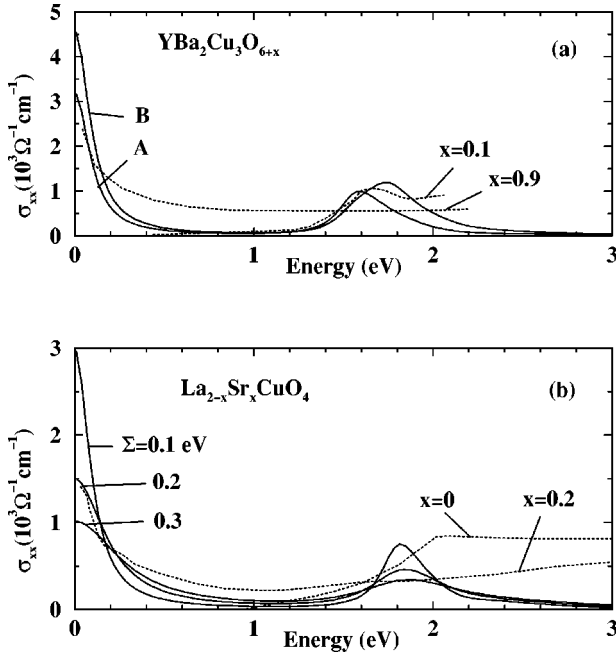 YBa₂Cu₃O₆₊ₓ
(a)
5
4
3
2
1
0
σₓₓ(10³Ω⁻¹cm⁻¹)
B
A
x=0.1
x=0.9
0
1
2
3
Energy (eV)
La₂₋ₓSrₓCuO₄
(b)
3
2
1
0
σₓₓ(10³Ω⁻¹cm⁻¹)
Σ=0.1 eV
0.2
0.3
x=0
x=0.2
0
1
2
3
Energy (eV)